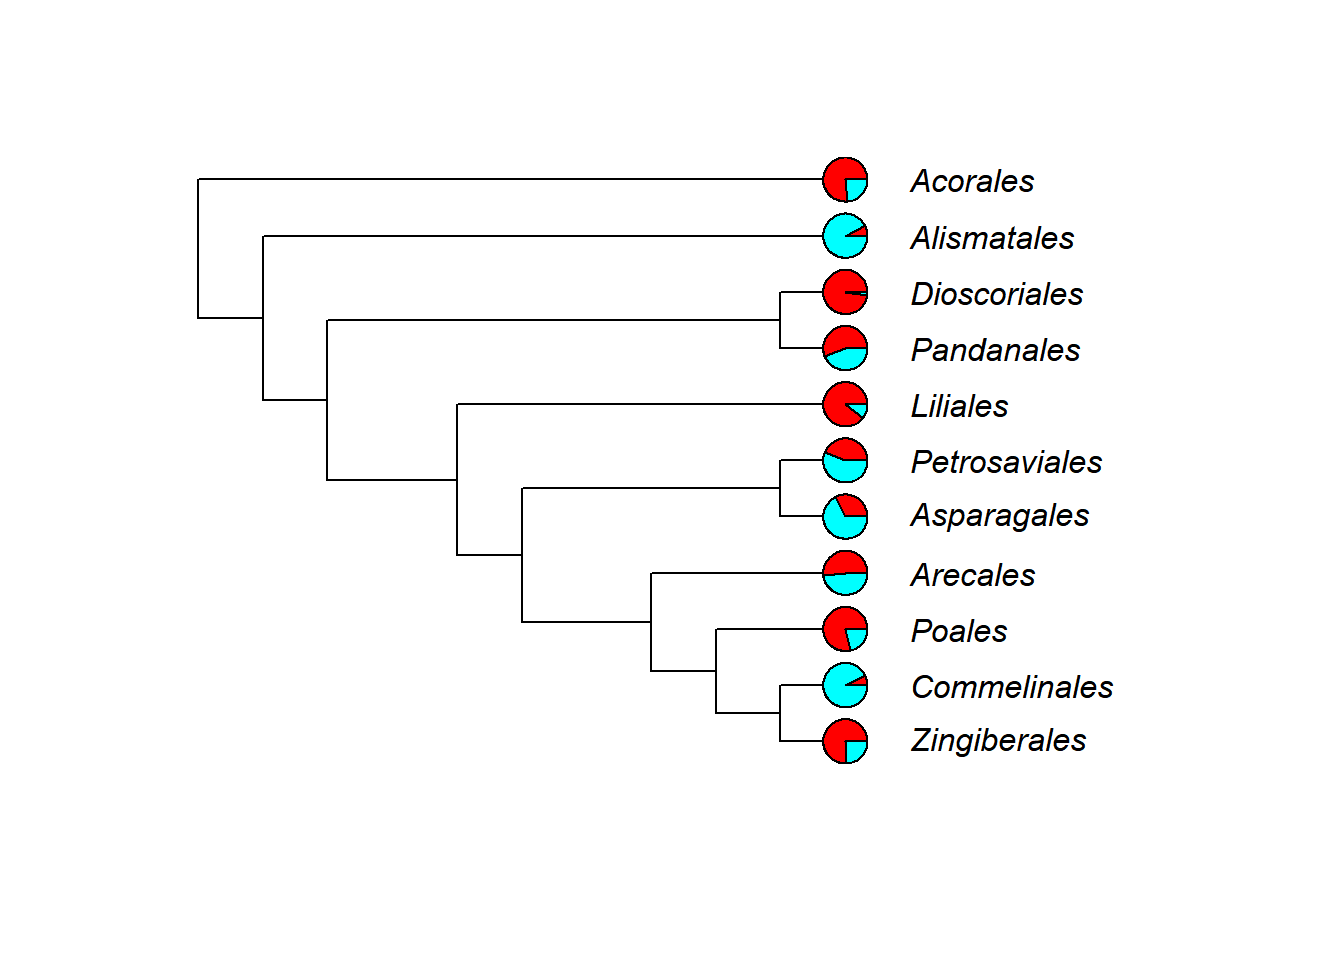 Acorales
Alismatales
Dioscoriales
Pandanales
Liliales
Petrosaviales
Asparagales
Arecales
Poales
Commelinales
Zingiberales